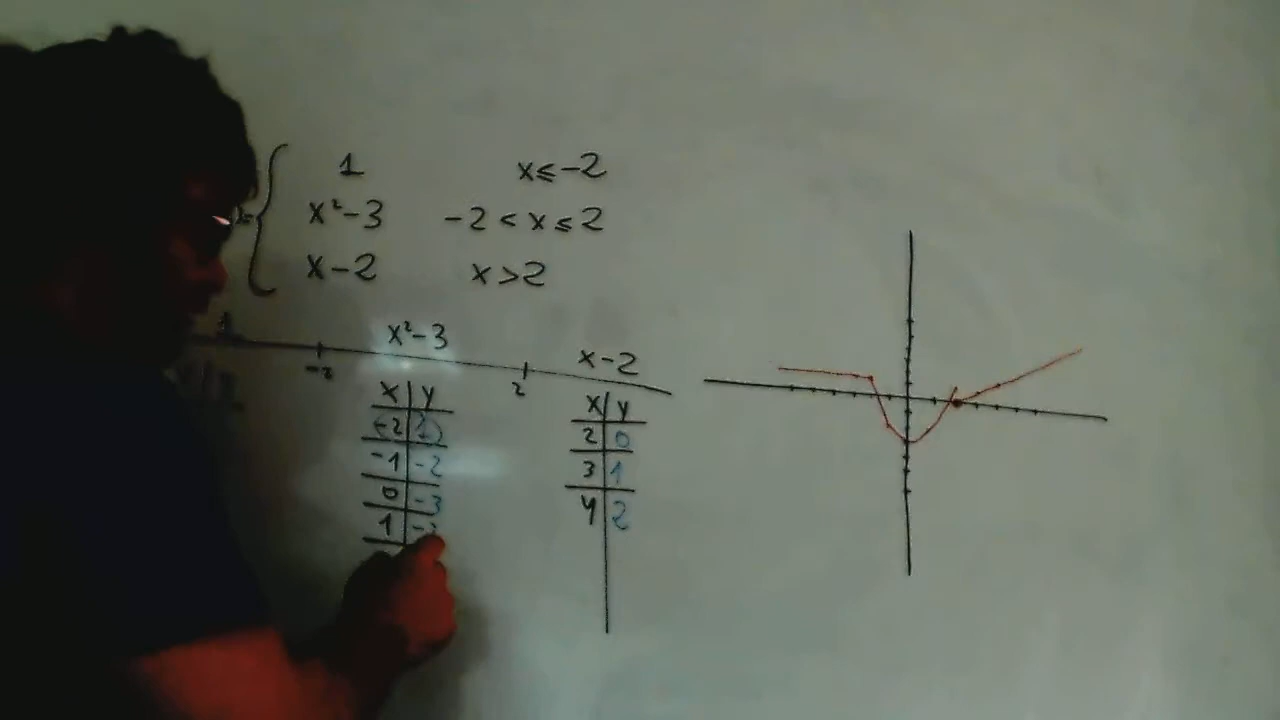 1 x ≤ -2
x² - 3 -2 < x ≤ 2
x - 2 x > 2
1 x² - 3 x - 2
-2 2
x y
-2
-1 -2
0 -3
1
x y
2 0
3 1
4 2